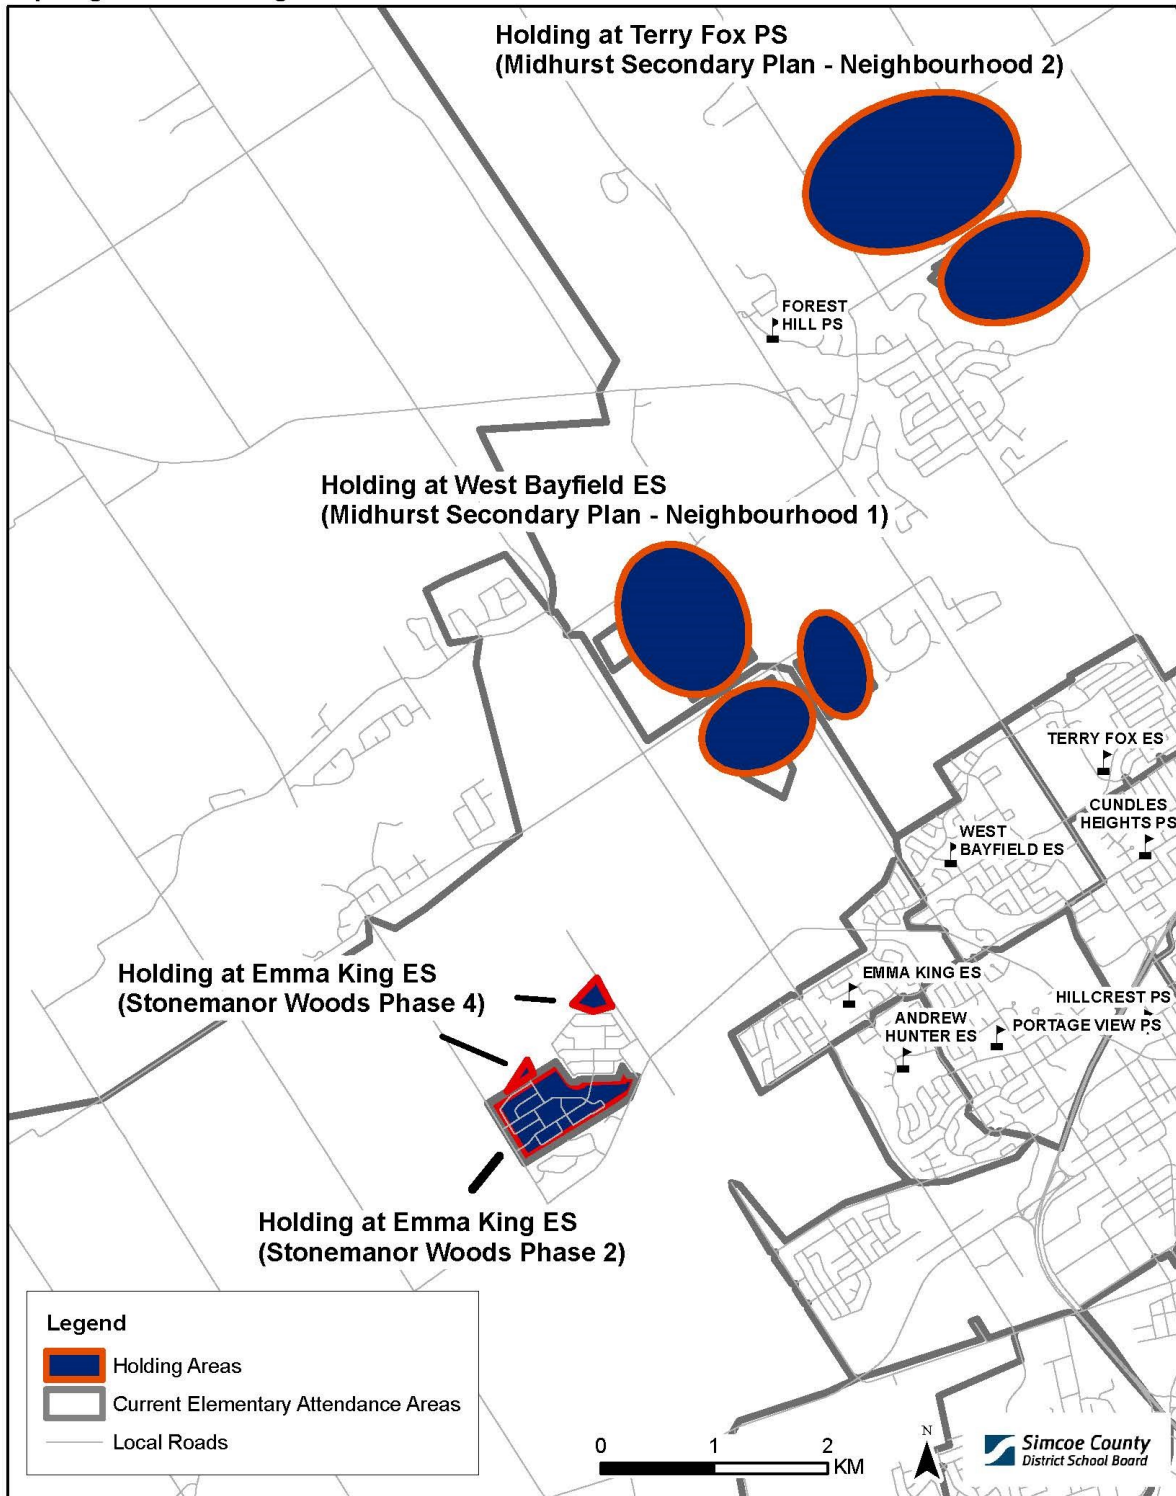 Holding at Terry Fox PS
(Midhurst Secondary Plan - Neighbourhood 2)
FOREST
HILL PS
Holding at West Bayfield ES
(Midhurst Secondary Plan - Neighbourhood 1)
TERRY FOX ES
CUNDLES
HEIGHTS PS
WEST
BAYFIELD ES
Holding at Emma King ES
(Stonemanor Woods Phase 4)
EMMA KING ES
HILLCREST PS
ANDREW
HUNTER ES
PORTAGE VIEW PS
Holding at Emma King ES
(Stonemanor Woods Phase 2)
Legend
Holding Areas
Current Elementary Attendance Areas
Local Roads
0 1 2
KM
N
Simcoe County
District School Board